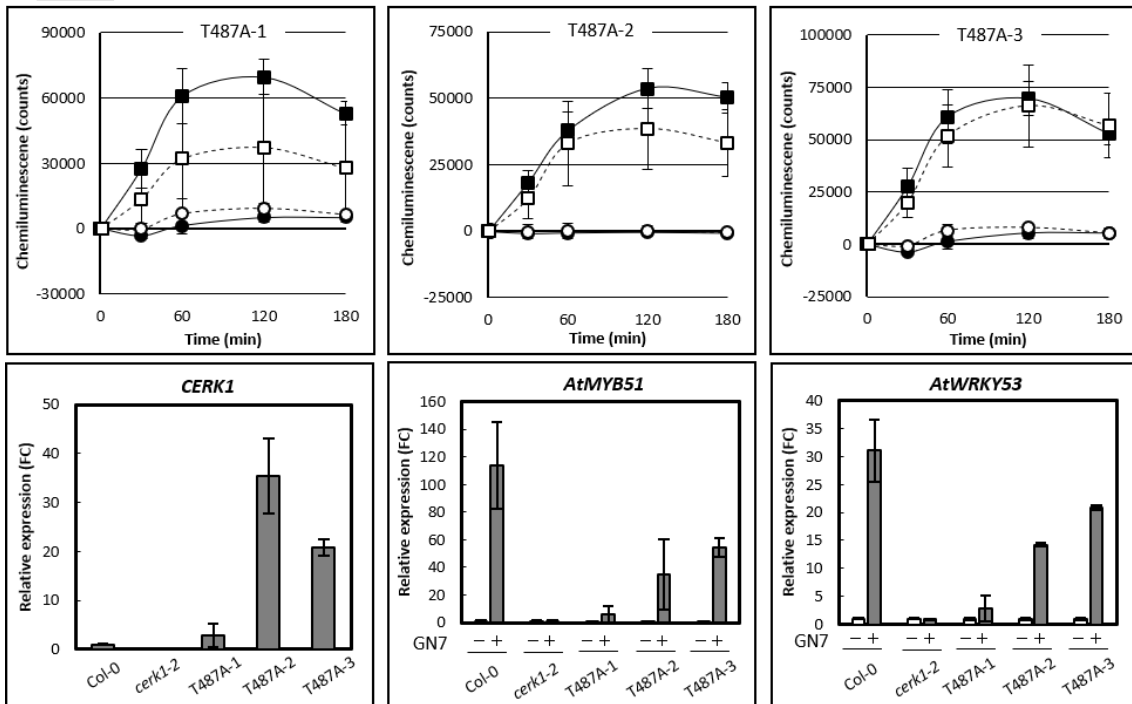 T487A-1
Chemiluminescene (counts)
90000
60000
30000
0
-30000
0 60 120 180
Time (min)
T487A-2
Chemiluminescene (counts)
75000
50000
25000
0
-25000
0 60 120 180
Time (min)
T487A-3
Chemiluminescene (counts)
100000
75000
50000
25000
0
-25000
0 60 120 180
Time (min)
CERK1
Relative expression (FC)
50
40
30
20
10
0
Col-0 cerk1-2 T487A-1 T487A-2 T487A-3
AtMYB51
Relative expression (FC)
160
140
120
100
80
60
40
20
0
GN7 − + − + − + − + − +
Col-0 cerk1-2 T487A-1 T487A-2 T487A-3
AtWRKY53
Relative expression (FC)
40
35
30
25
20
15
10
5
0
GN7 − + − + − + − + − +
Col-0 cerk1-2 T487A-1 T487A-2 T487A-3